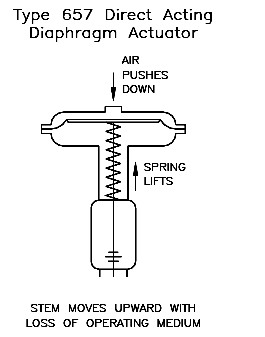 Type 657 Direct Acting
Diaphragm Actuator
AIR
PUSHES
DOWN
SPRING
LIFTS
STEM MOVES UPWARD WITH
LOSS OF OPERATING MEDIUM